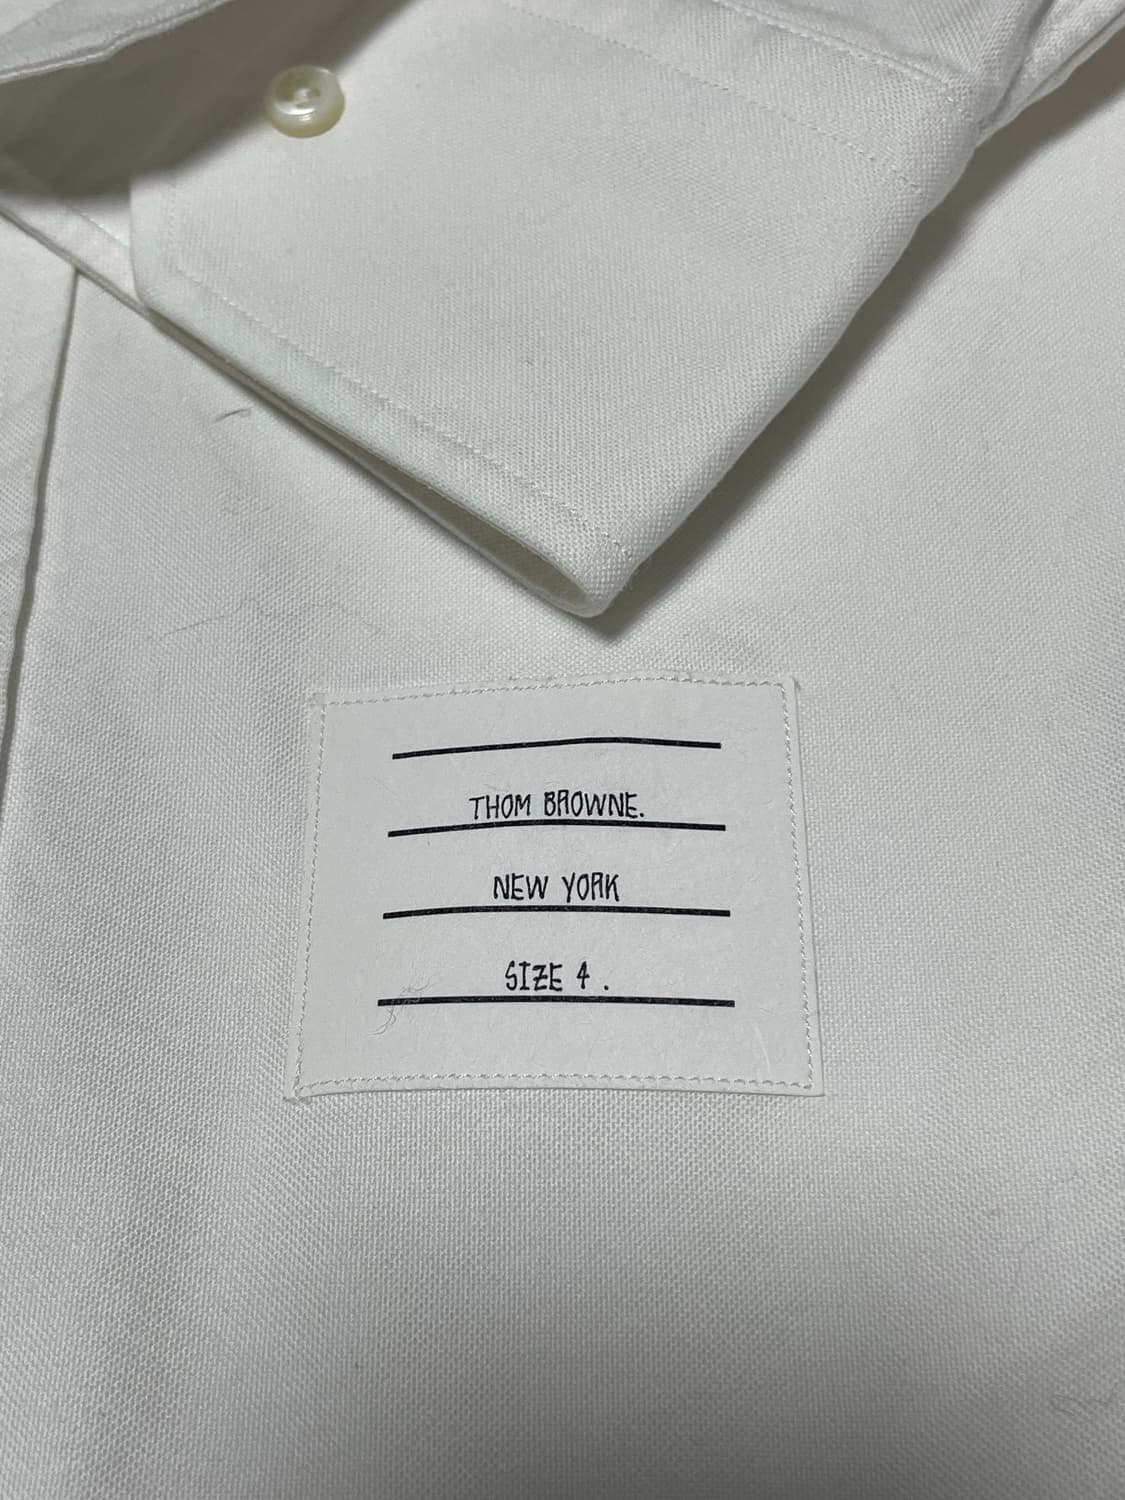 THOM BROWNE.
NEW YORK
SIZE 4 .